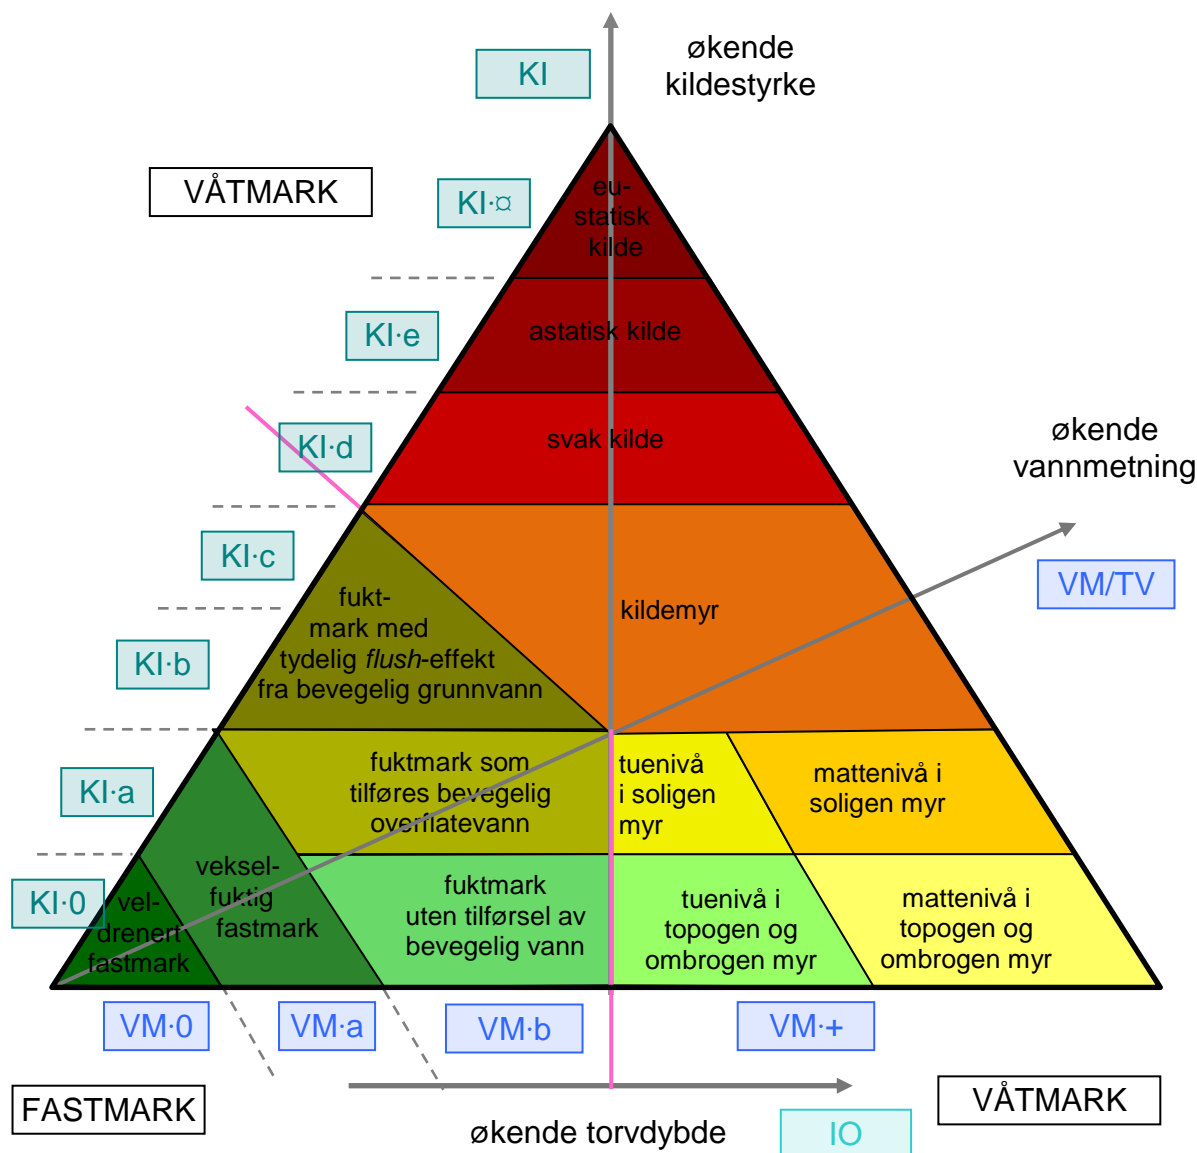 økende
kildestyrke
KI
VÅTMARK
KI·¤
eu-
statisk
kilde
KI·e
astatisk kilde
KI·d
svak kilde
økende
vannmetning
KI·c
VM/TV
fukt-
mark med
tydelig flush-effekt
fra bevegelig grunnvann
kildemyr
KI·b
KI·a
fuktmark som
tilføres bevegelig
overflatevann
tuenivå
i soligen
myr
mattenivå i
soligen myr
KI·0
vel-
drenert
fastmark
veksel-
fuktig
fastmark
fuktmark
uten tilførsel av
bevegelig vann
tuenivå i
topogen og
ombrogen myr
mattenivå i
topogen og
ombrogen myr
VM·0
VM·a
VM·b
VM·+
FASTMARK
VÅTMARK
økende torvdybde
IO